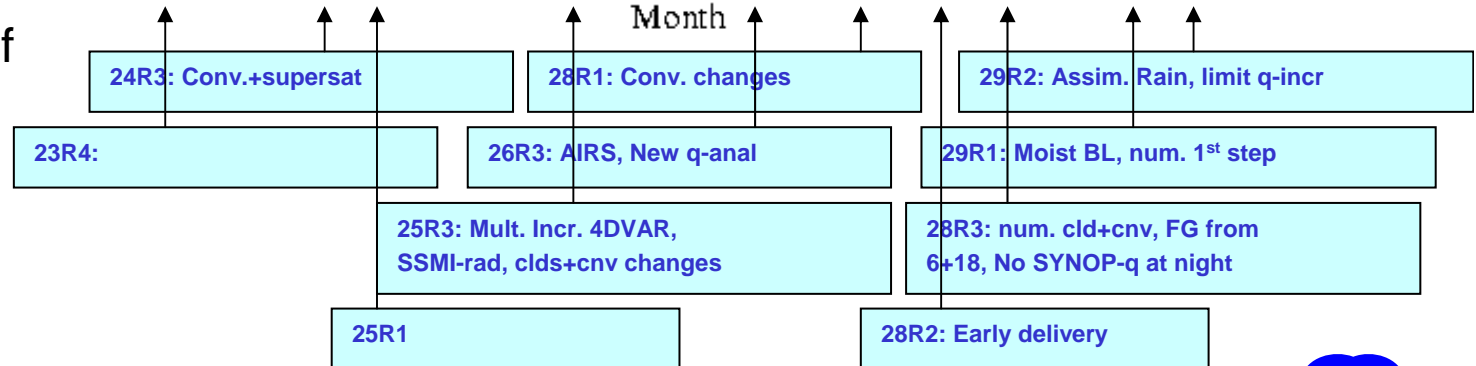 Month
f
24R3: Conv.+supersat
28R1: Conv. changes
29R2: Assim. Rain, limit q-incr
23R4:
26R3: AIRS, New q-anal
29R1: Moist BL, num. 1st step
25R3: Mult. Incr. 4DVAR,
SSMI-rad, clds+cnv changes
28R3: num. cld+cnv, FG from
6+18, No SYNOP-q at night
25R1
28R2: Early delivery